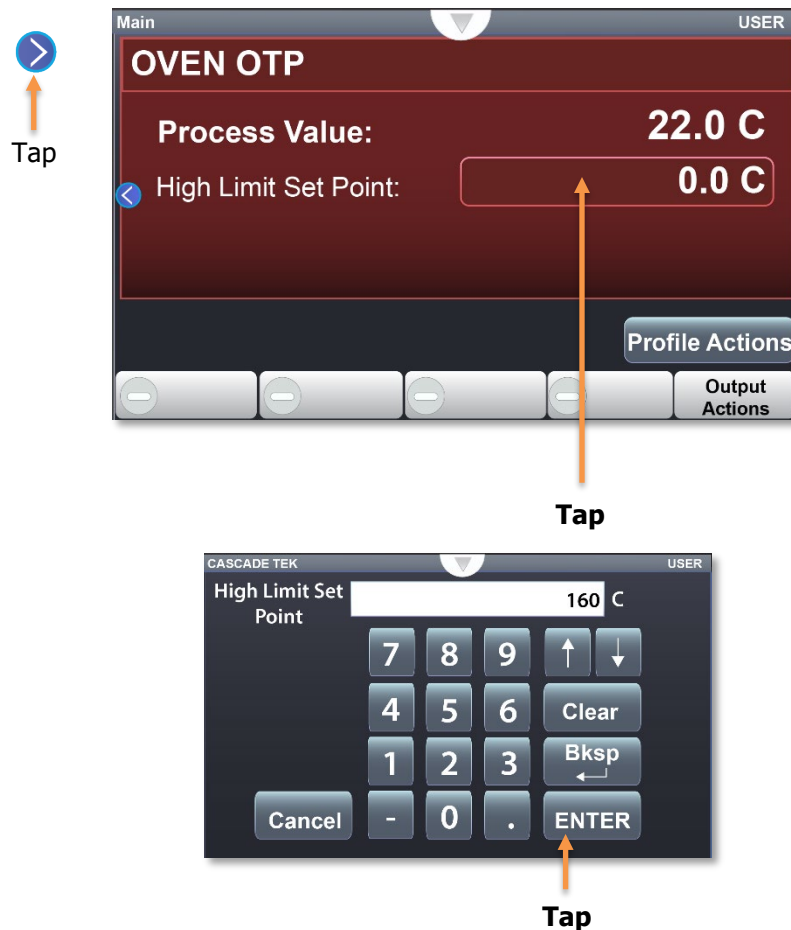 Main USER
OVEN OTP
Tap
Process Value: 22.0 C
High Limit Set Point: 0.0 C
Profile Actions
Output
Actions
Tap
CASCADE TEK USER
High Limit Set
Point
160 C
7 8 9 ↑ ↓
4 5 6 Clear
1 2 3 Bksp
Cancel - 0 . ENTER
Tap